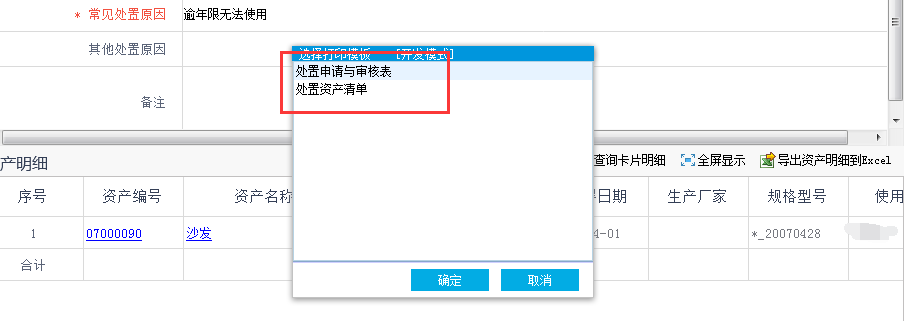 * 常见处置原因 逾年限无法使用
其他处置原因
选择打印模板 [开发模式]
处置申请与审核表
处置资产清单
备注
产明细 查询卡片明细 全屏显示 导出资产明细到Excel
序号 资产编号 资产名称 日期 生产厂家 规格型号 使用
1 07000090 沙发 -01 *_20070428
合计
确定 取消